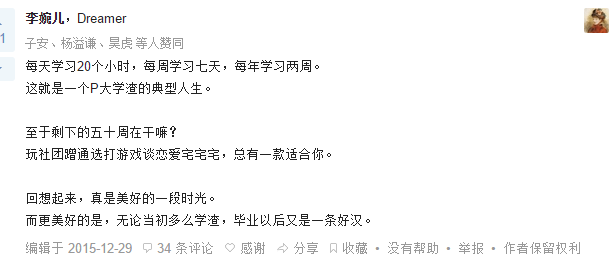 李婉儿，Dreamer
1
子安、杨溢谦、昊虎 等人赞同
每天学习20个小时，每周学习七天，每年学习两周。
这就是一个P大学渣的典型人生。
至于剩下的五十周在干嘛？
玩社团蹭通选打游戏谈恋爱宅宅宅，总有一款适合你。
回想起来，真是美好的一段时光。
而更美好的是，无论当初多么学渣，毕业以后又是一条好汉。
编辑于 2015-12-29 34 条评论 感谢 分享 收藏 • 没有帮助 • 举报 • 作者保留权利